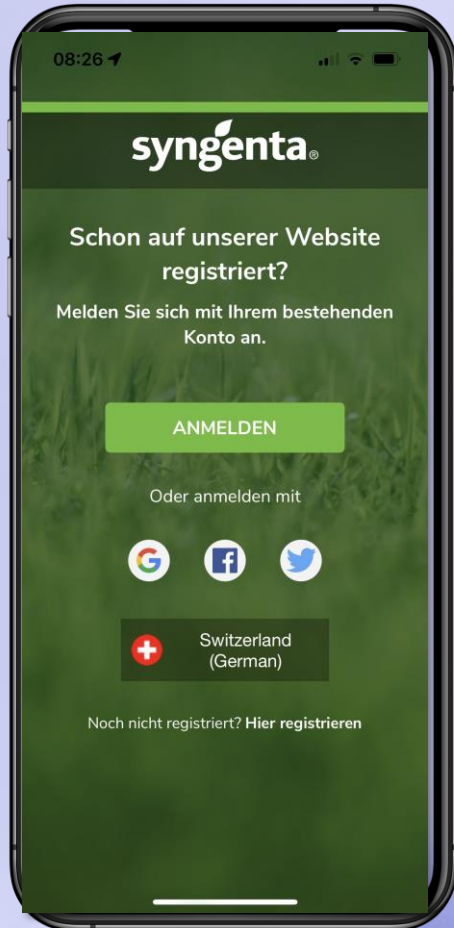 08:26
syngenta®
Schon auf unserer Website
registriert?
Melden Sie sich mit Ihrem bestehenden
Konto an.
ANMELDEN
Oder anmelden mit
Switzerland
(German)
Noch nicht registriert? Hier registrieren